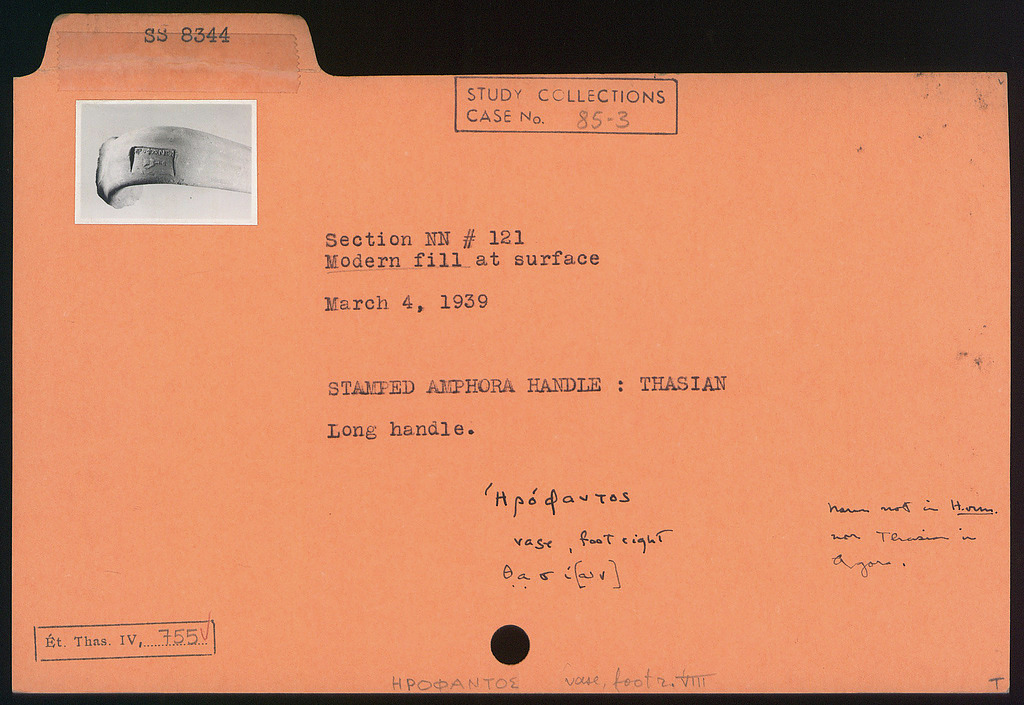 SS 8344
STUDY COLLECTIONS
CASE No. 85-3
Section NN # 121
Modern fill at surface
March 4, 1939
STAMPED AMPHORA HANDLE : THASIAN
Long handle.
Ἡρόφαντος
vase, foot right
θ̣α̣σί[ων]
name not in H.vm.
nor Thasian in
Agora.
Ét. Thas. IV, 755
ΗΡΟΦΑΝΤΟΣ vase, foot r. VIII
T